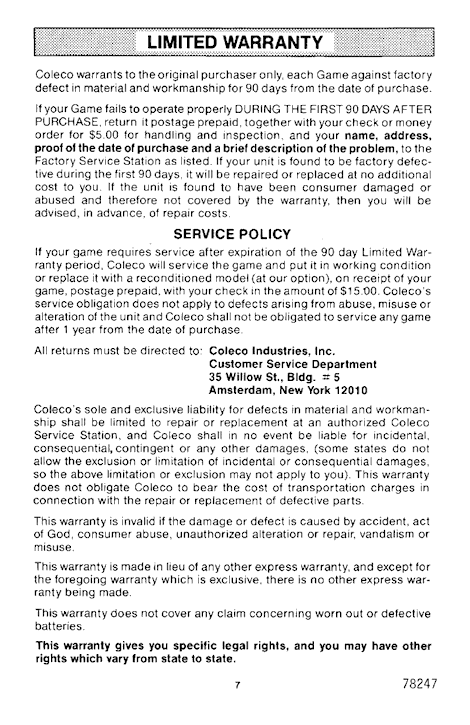 LIMITED WARRANTY
Coleco warrants to the original purchaser only, each Game against factory
defect in material and workmanship for 90 days from the date of purchase.
If your Game fails to operate properly DURING THE FIRST 90 DAYS AFTER
PURCHASE, return it postage prepaid, together with your check or money
order for $5.00 for handling and inspection, and your name, address,
proof of the date of purchase and a brief description of the problem, to the
Factory Service Station as listed. If your unit is found to be factory defec-
tive during the first 90 days, it will be repaired or replaced at no additional
cost to you. If the unit is found to have been consumer damaged or
abused and therefore not covered by the warranty, then you will be
advised, in advance, of repair costs.
SERVICE POLICY
If your game requires service after expiration of the 90 day Limited War-
ranty period, Coleco will service the game and put it in working condition
or replace it with a reconditioned model (at our option), on receipt of your
game, postage prepaid, with your check in the amount of $15.00. Coleco's
service obligation does not apply to defects arising from abuse, misuse or
alteration of the unit and Coleco shall not be obligated to service any game
after 1 year from the date of purchase.
All returns must be directed to: Coleco Industries, Inc.
Customer Service Department
35 Willow St., Bldg. # 5
Amsterdam, New York 12010
Coleco's sole and exclusive liability for defects in material and workman-
ship shall be limited to repair or replacement at an authorized Coleco
Service Station, and Coleco shall in no event be liable for incidental,
consequential, contingent or any other damages, (some states do not
allow the exclusion or limitation of incidental or consequential damages,
so the above limitation or exclusion may not apply to you). This warranty
does not obligate Coleco to bear the cost of transportation charges in
connection with the repair or replacement of defective parts.
This warranty is invalid if the damage or defect is caused by accident, act
of God, consumer abuse, unauthorized alteration or repair, vandalism or
misuse.
This warranty is made in lieu of any other express warranty, and except for
the foregoing warranty which is exclusive, there is no other express war-
ranty being made.
This warranty does not cover any claim concerning worn out or defective
batteries.
This warranty gives you specific legal rights, and you may have other
rights which vary from state to state.
7
78247